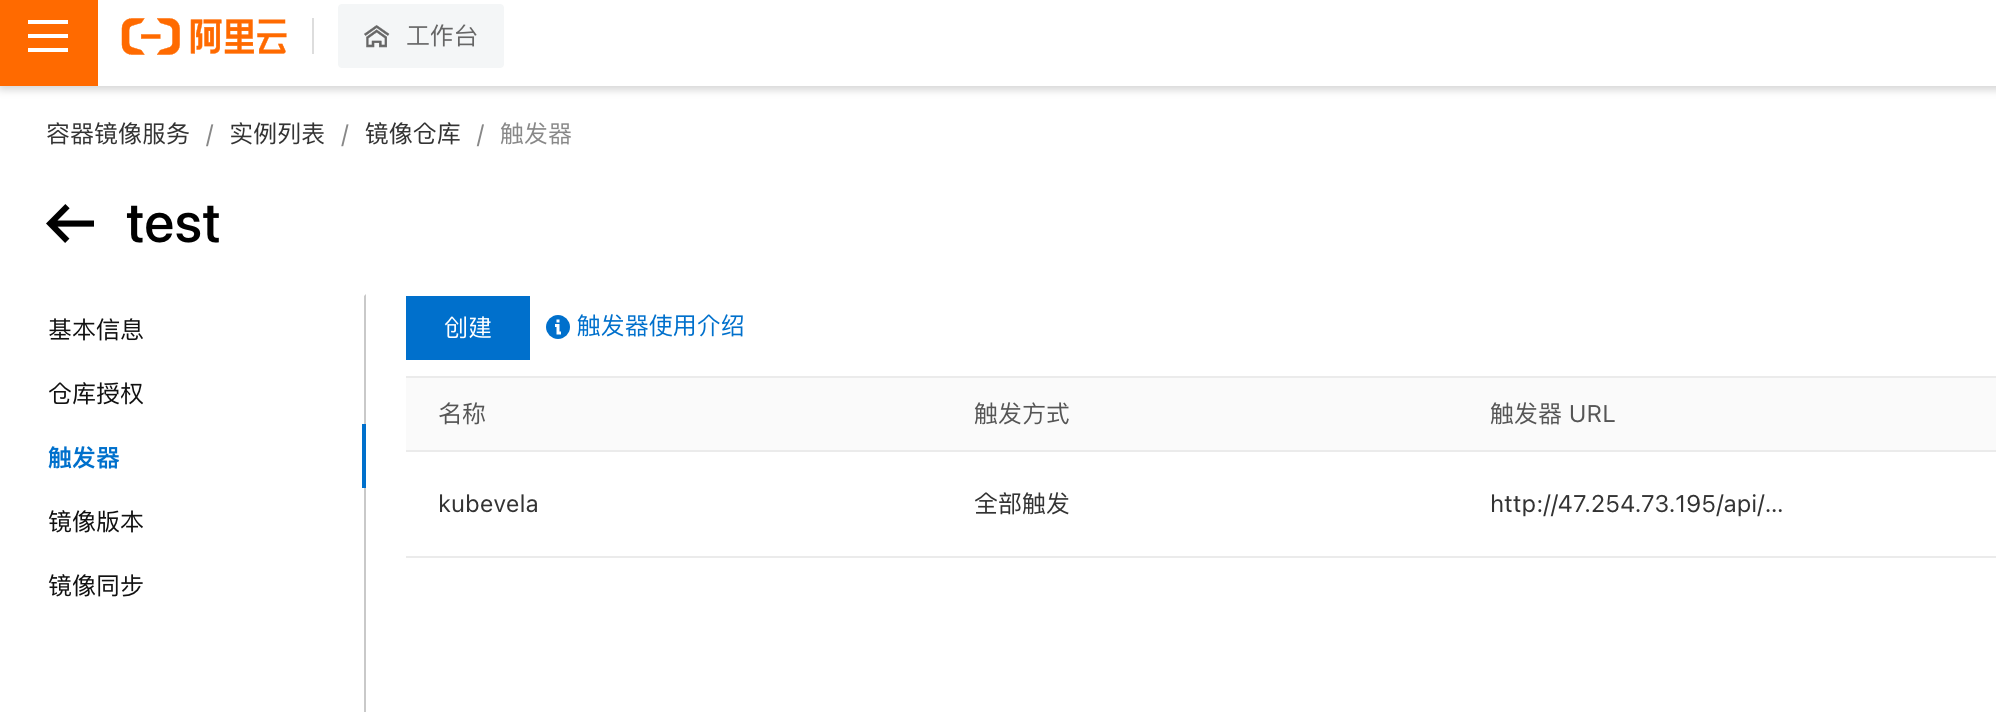 阿里云 工作台
容器镜像服务 / 实例列表 / 镜像仓库 / 触发器
test
基本信息
仓库授权
触发器
镜像版本
镜像同步
创建 触发器使用介绍
名称 触发方式 触发器 URL
kubevela 全部触发 http://47.254.73.195/api/...